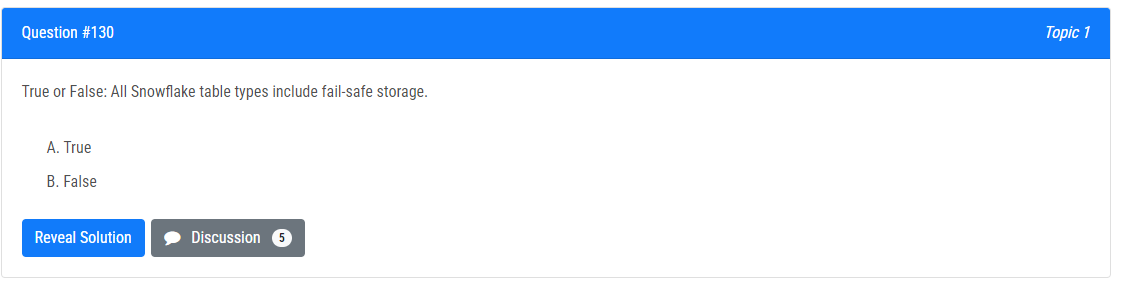 Question #130
Topic 1
True or False: All Snowflake table types include fail-safe storage.
A. True
B. False
Reveal Solution
Discussion 5